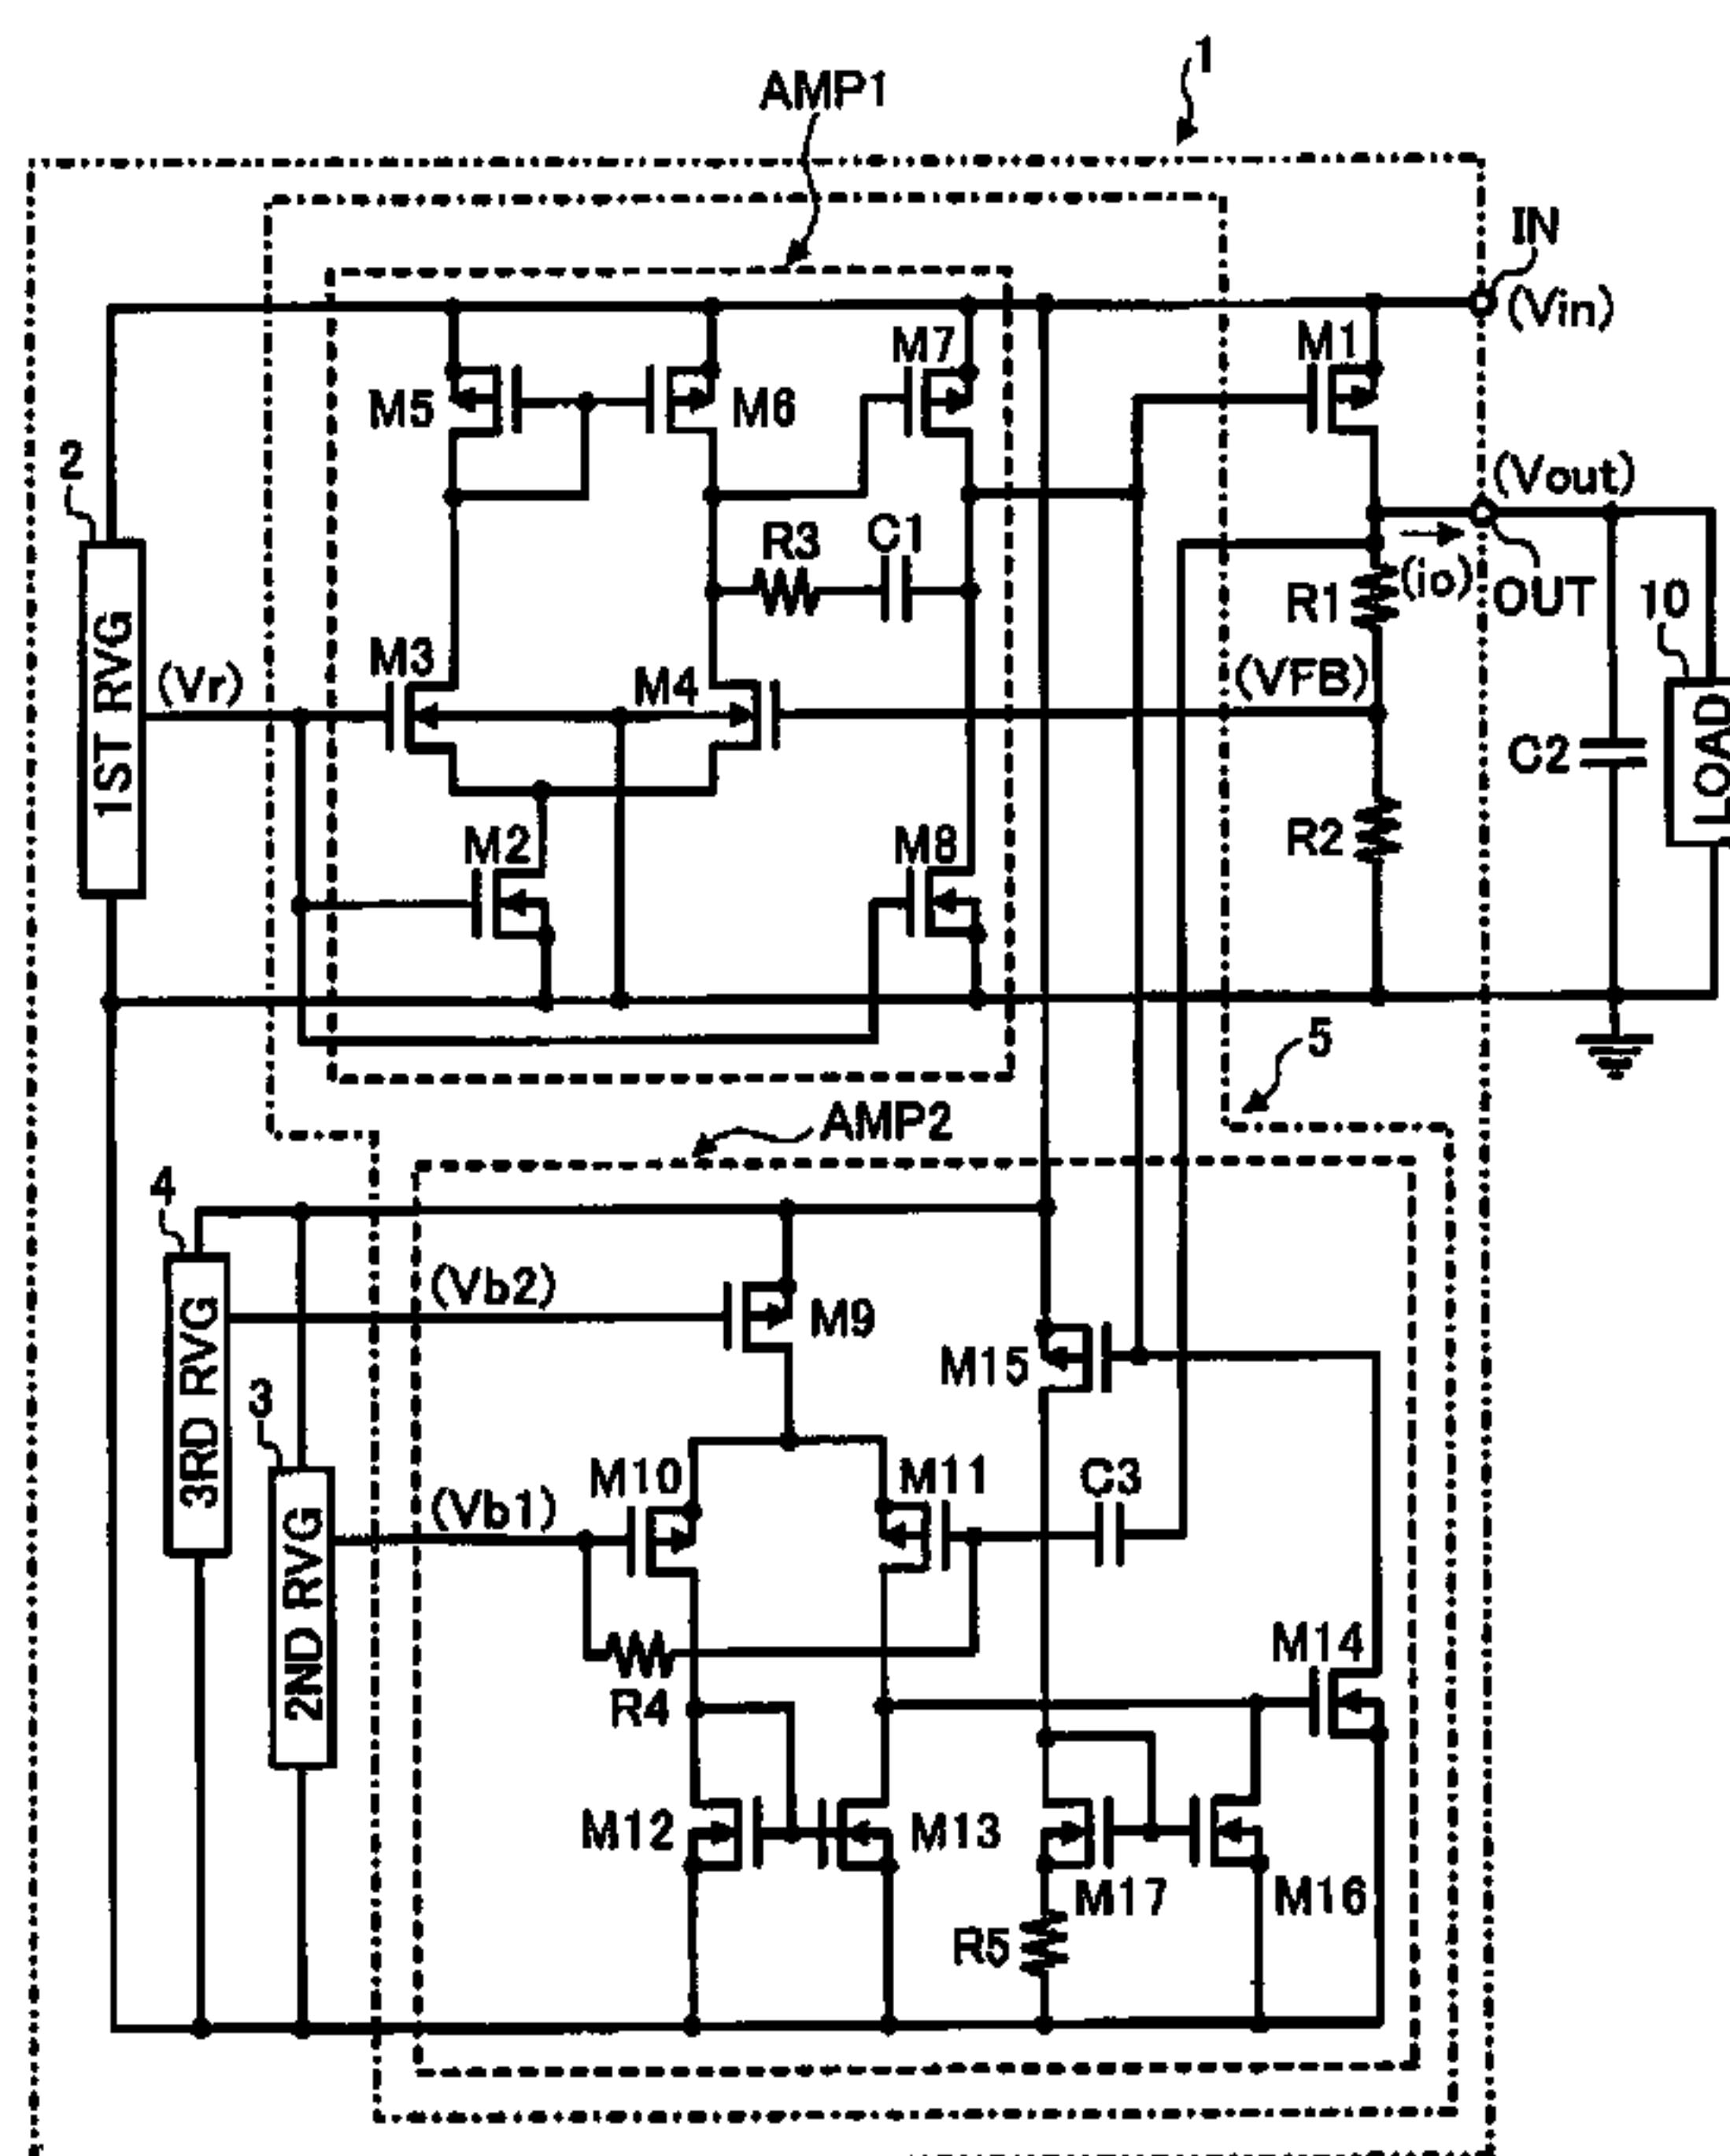 1
AMP1
IN
(Vin)
M7
M1
M5
M6
2
(Vout)
R3
C1
(io)
OUT
R1
10
1ST RVG
(Vr)
M3
M4
(VFB)
LOAD
C2
M2
M8
R2
5
AMP2
4
(Vb2)
M9
M15
3RD RVG
3
M10
M11
C3
(Vb1)
2ND RVG
M14
R4
M12
M13
M17
M16
R5